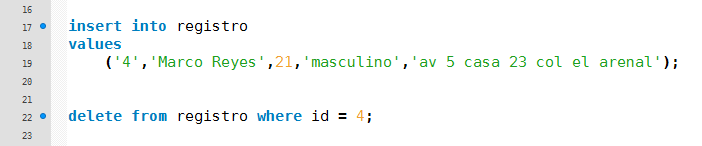 16
17 insert into registro
18 values
19 ('4','Marco Reyes',21,'masculino','av 5 casa 23 col el arenal');
20
21
22 delete from registro where id = 4;
23